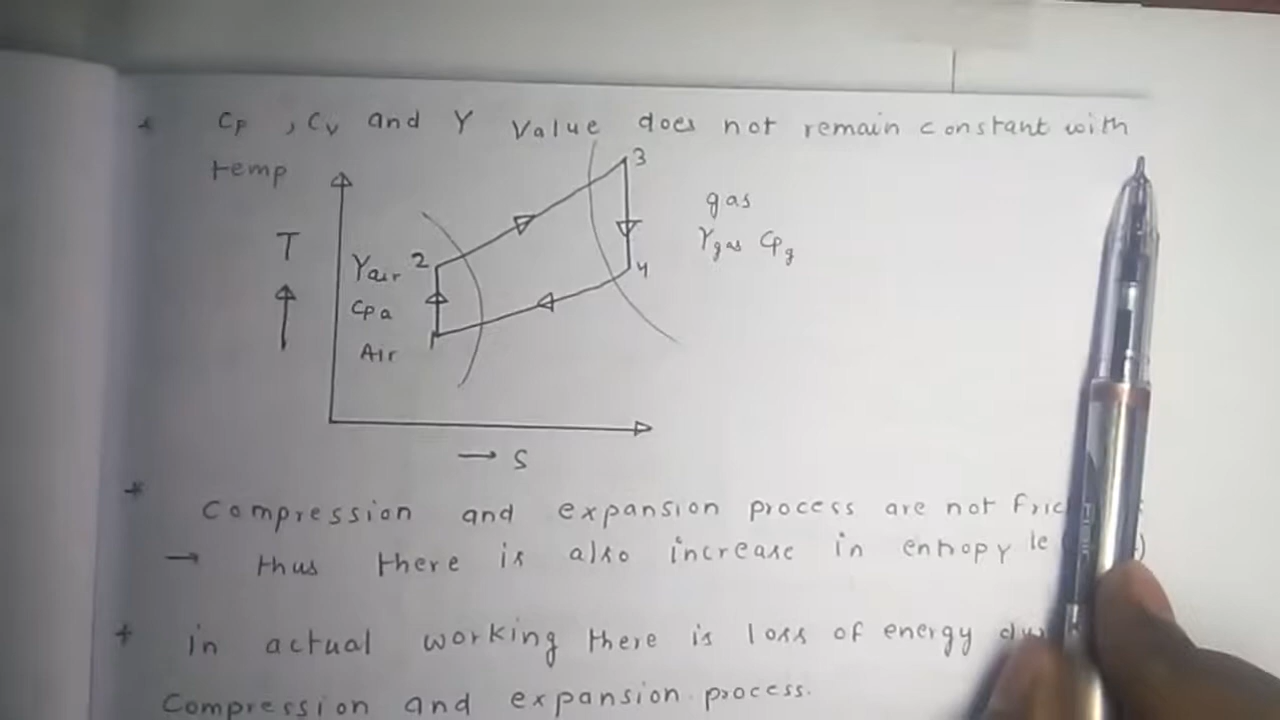 * Cp , Cv and γ value does not remain constant with
temp
3
gas
T
γair 2
γgas Cpg
4
Cpa
1
Air
→ S
* Compression and expansion process are not
→ thus there is also increase in entropy
+ in actual working there is loss of energy
Compression and expansion process.